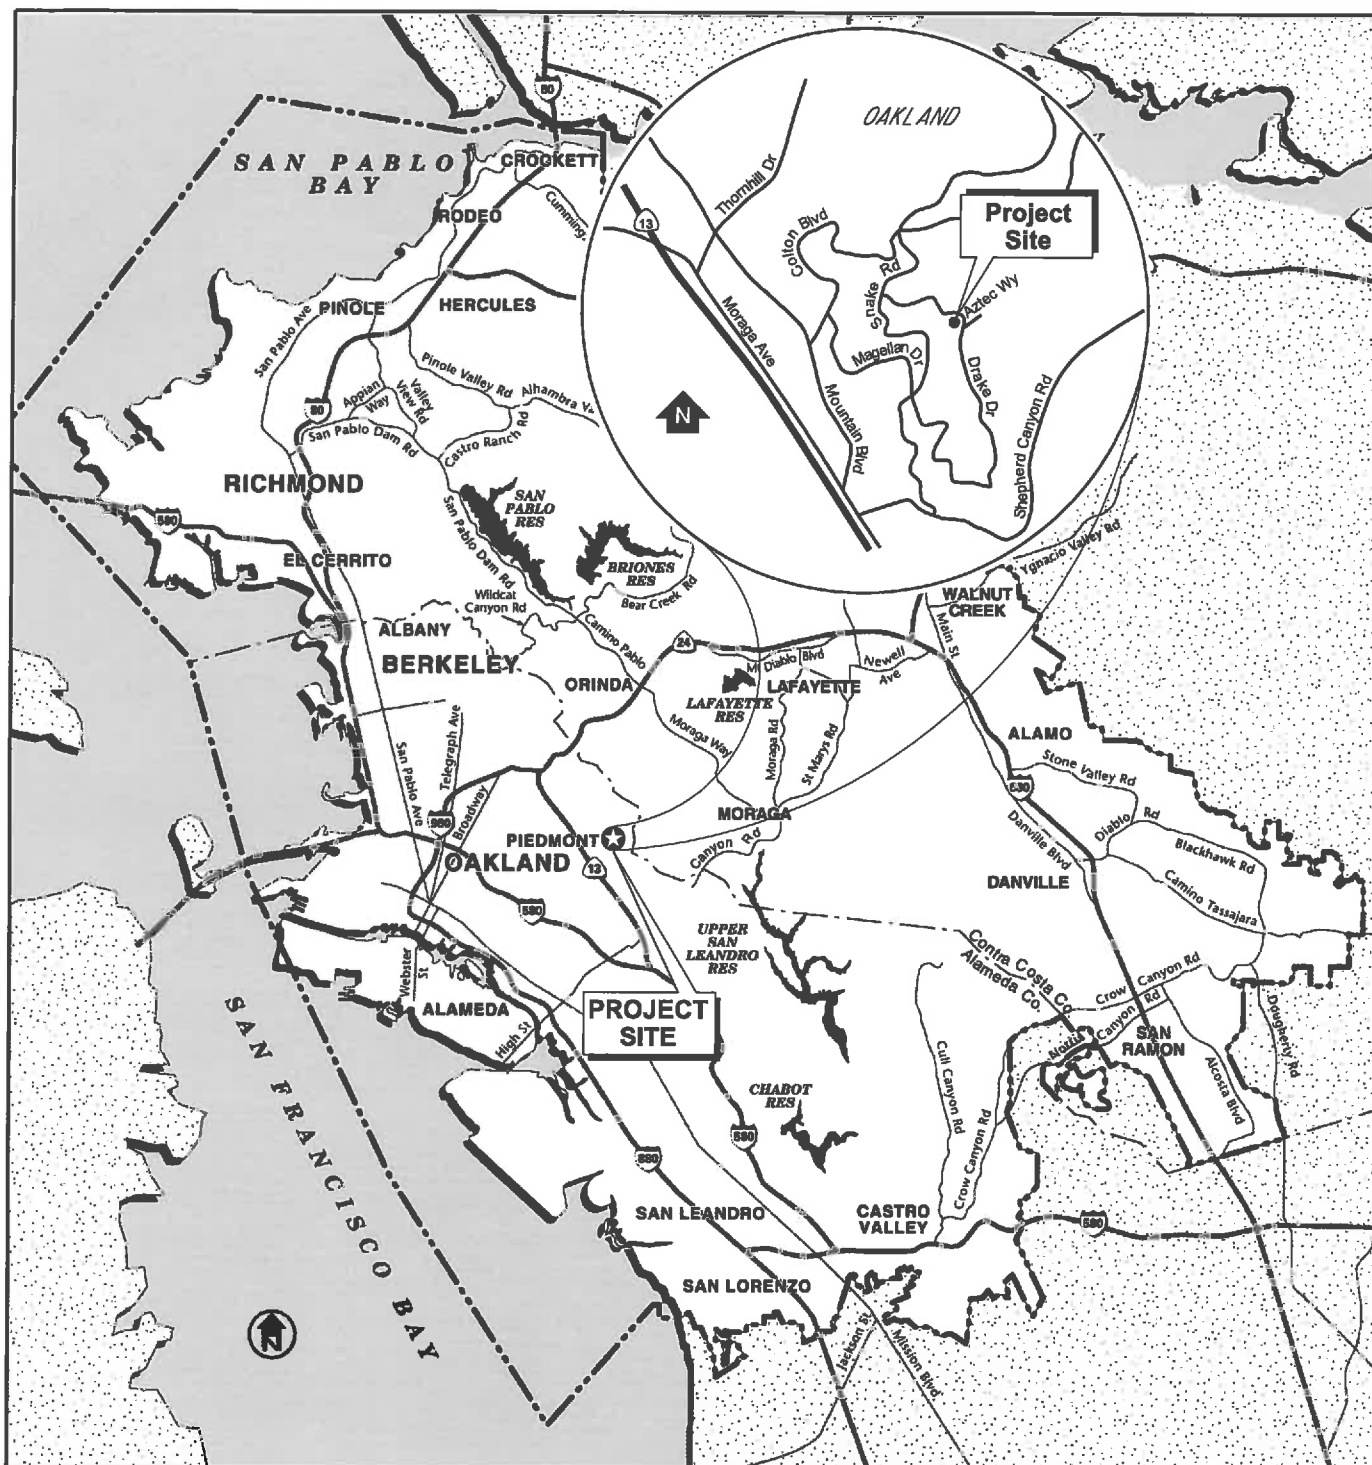 80
OAKLAND
SAN PABLO
BAY
CROCKETT
Thornhill Dr
Cumming
RODEO
13
Colton Blvd
Project
Site
Snake Rd
Aztec Wy
PINOLE
HERCULES
San Pablo Ave
Moraga Ave
Magellan Dr
Drake Dr
Pinole Valley Rd
Alhambra
Appian
Way
Valley
View Rd
80
N
Mountain Blvd
Shepherd Canyon Rd
San Pablo Dam Rd
Castro Ranch Rd
RICHMOND
SAN
PABLO
RES
580
San Pablo Dam Rd
Ygnacio Valley Rd
EL CERRITO
BRIONES
RES
Bear Creek Rd
Wildcat
Canyon Rd
WALNUT
CREEK
Main St
ALBANY
Camino Pablo
24
BERKELEY
ORINDA
Mt Diablo Blvd
Newell
Ave
LAFAYETTE
LAFAYETTE
RES
Moraga Way
Moraga Rd
St Marys Rd
ALAMO
Stone Valley Rd
Telegraph Ave
San Pablo Ave
Broadway
980
MORAGA
Danville Blvd
Diablo Rd
Blackhawk Rd
PIEDMONT
OAKLAND
13
Canyon Rd
DANVILLE
Camino Tassajara
580
UPPER
SAN
LEANDRO
RES
Contra Costa Co.
Alameda Co.
Crow Canyon Rd
Webster
St
ALAMEDA
High St
PROJECT
SITE
Norris Canyon Rd
SAN
RAMON
Dougherty Rd
Alcosta Blvd
SAN FRANCISCO BAY
CHABOT
RES
Cull Canyon Rd
Crow Canyon Rd
580
880
SAN LEANDRO
CASTRO
VALLEY
580
SAN LORENZO
N
Jackson St
Mission Blvd